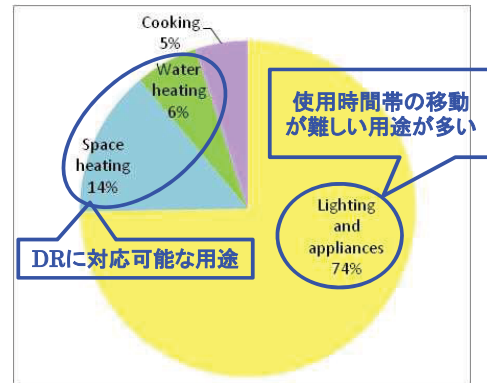 Cooking
5%
Water
heating
6%
Space
heating
14%
使用時間帯の移動
が難しい用途が多い
Lighting
and
appliances
74%
DRに対応可能な用途